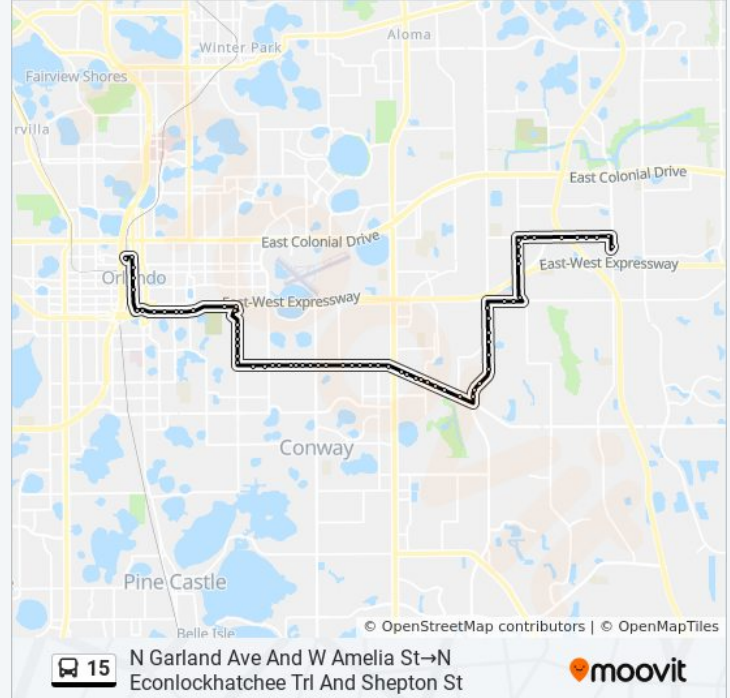 Aloma
Winter Park
Fairview Shores
rvilla
East Colonial Drive
East Colonial Drive
East-West Expressway
Orlando
East-West Expressway
Conway
Pine Castle
© OpenStreetMap contributors | © OpenMapTiles
Belle Isle
15
N Garland Ave And W Amelia St→N
Econlockhatchee Trl And Shepton St
moovit